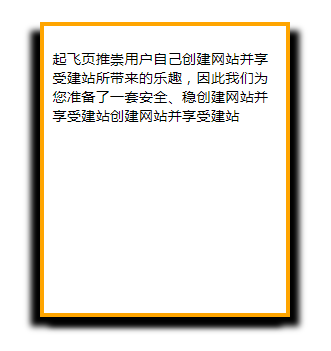 起飞页推崇用户自己创建网站并享
受建站所带来的乐趣，因此我们为
您准备了一套安全、稳创建网站并
享受建站创建网站并享受建站